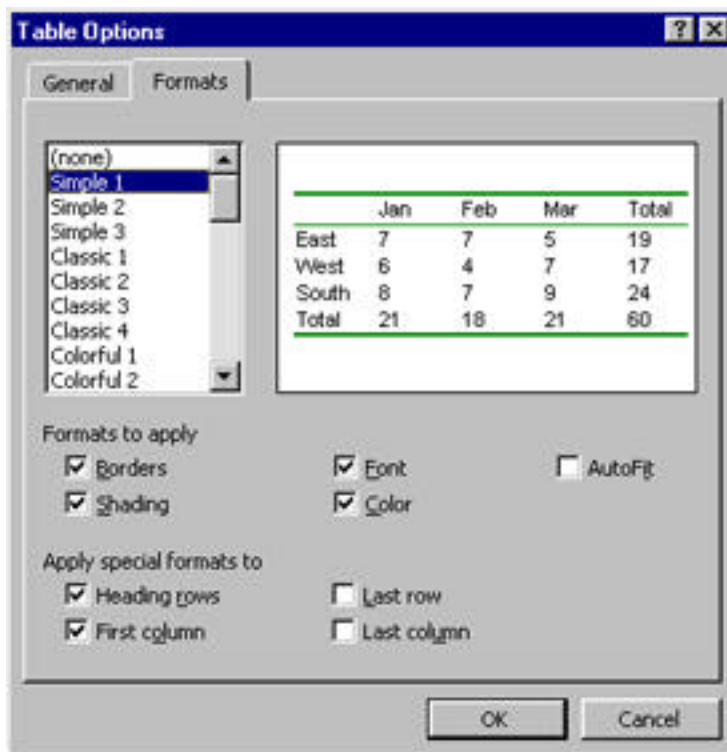 Table Options
General Formats
(none)
Simple 1
Simple 2
Simple 3
Classic 1
Classic 2
Classic 3
Classic 4
Colorful 1
Colorful 2
Jan Feb Mar Total
East 7 7 5 19
West 6 4 7 17
South 8 7 9 24
Total 21 18 21 60
Formats to apply
Borders Font AutoFit
Shading Color
Apply special formats to
Heading rows Last row
First column Last column
OK Cancel